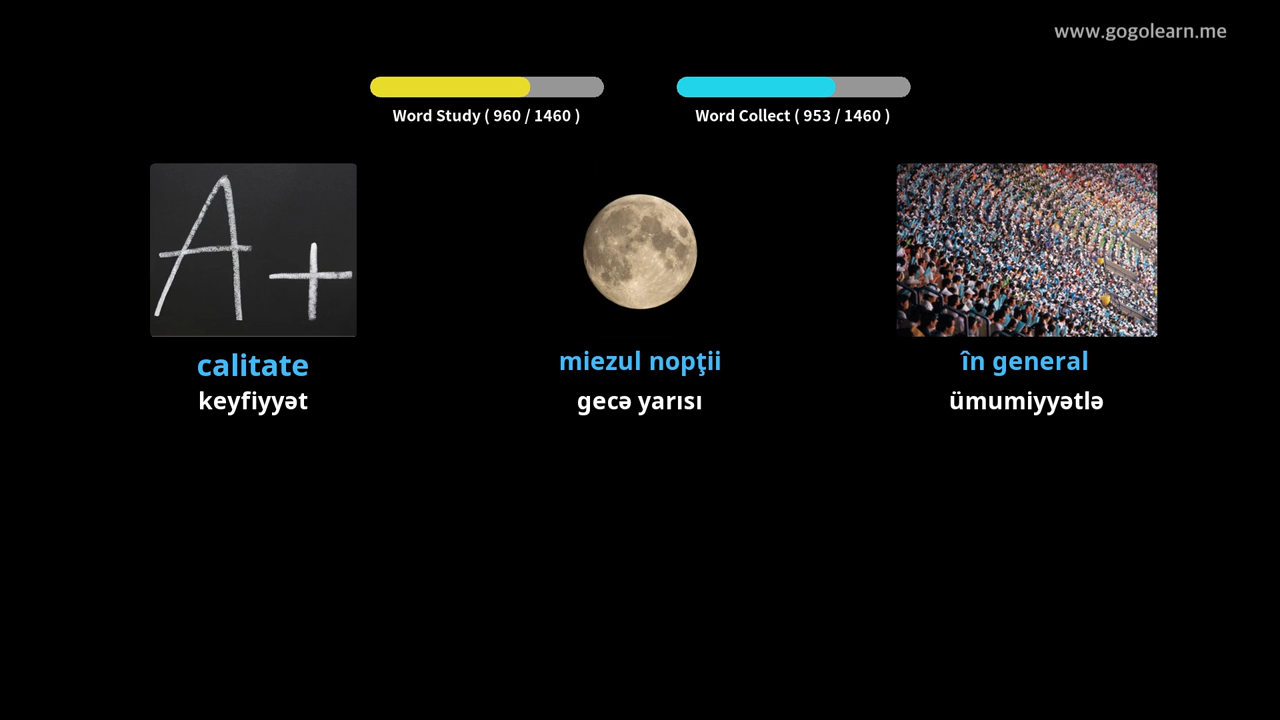 www.gogolearn.me
Word Study ( 960 / 1460 )
Word Collect ( 953 / 1460 )
A+
calitate
keyfiyyət
miezul nopţii
gecə yarısı
în general
ümumiyyətlə